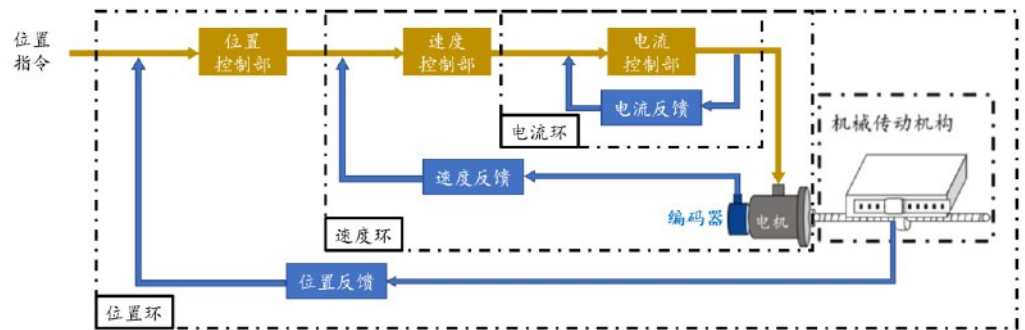 位置
指令
位置
控制部
速度
控制部
电流
控制部
电流反馈
电流环
机械传动机构
速度反馈
编码器
电机
速度环
位置反馈
位置环